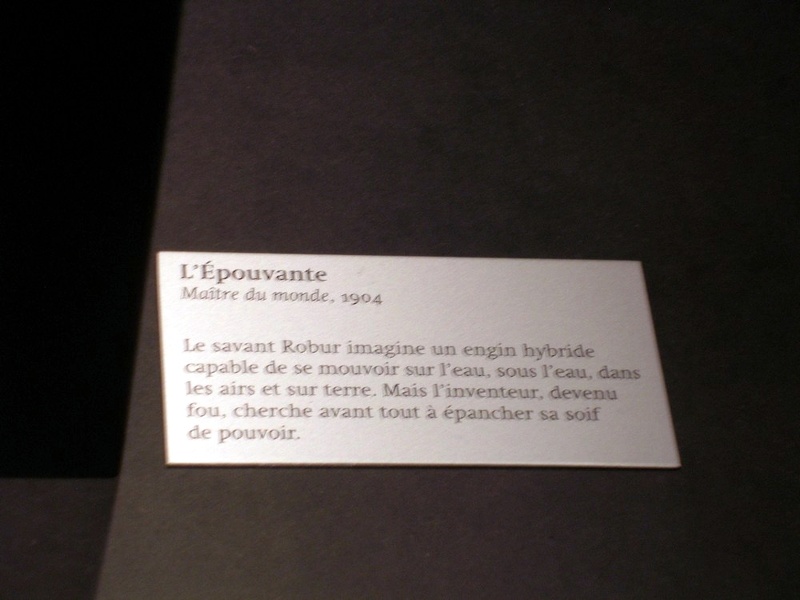 L'Épouvante
Maître du monde, 1904
Le savant Robur imagine un engin hybride
capable de se mouvoir sur l'eau, sous l'eau, dans
les airs et sur terre. Mais l'inventeur, devenu
fou, cherche avant tout à épancher sa soif
de pouvoir.